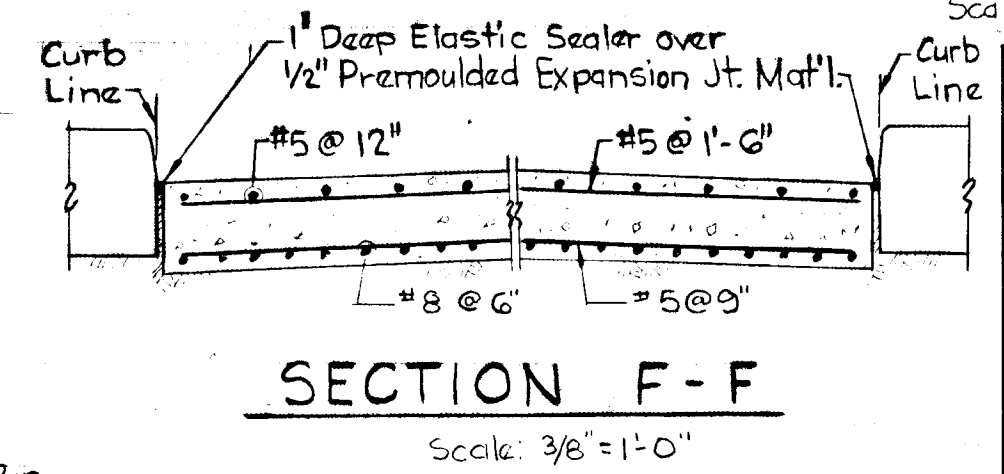 Sca
Curb
Line
1" Deep Elastic Sealer over
1/2" Premoulded Expansion Jt. Mat'l.
Curb
Line
#5 @ 12"
#5 @ 1'-6"
#8 @ 6"
#5@9"
SECTION F-F
Scale: 3/8"=1'-0"